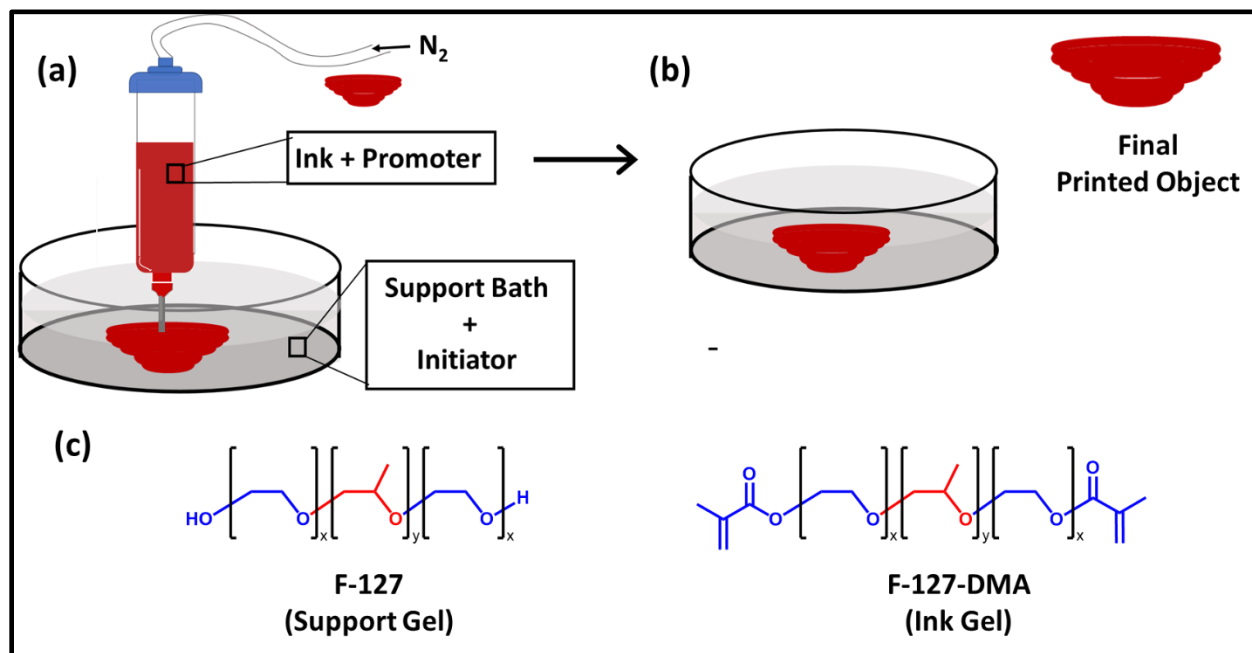 (a)
N2
Ink + Promoter
Support Bath
+
Initiator
(b)
Final
Printed Object
-
(c)
HO
O
x
O
y
O
H
x
F-127
(Support Gel)
O
O
O
x
O
y
O
x
O
F-127-DMA
(Ink Gel)